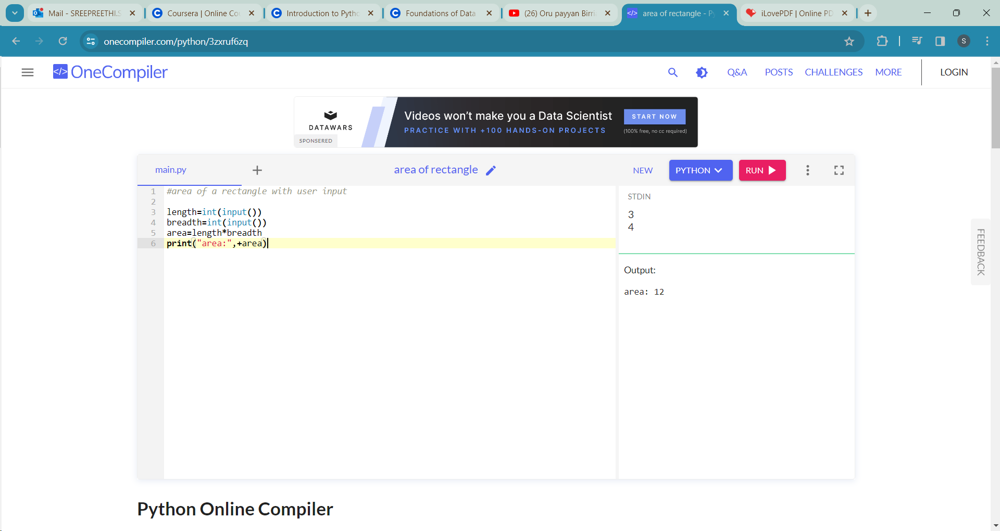 Mail - SREEPREETHI.S
Coursera | Online Co
Introduction to Pytho
Foundations of Data
(26) Oru payyan Birri
area of rectangle - Py
iLovePDF | Online PD
onecompiler.com/python/3zxruf6zq
S
</> OneCompiler
Q&A
POSTS
CHALLENGES
MORE
LOGIN
DATAWARS
SPONSERED
Videos won't make you a Data Scientist
PRACTICE WITH +100 HANDS-ON PROJECTS
START NOW
(100% free, no cc required)
main.py
area of rectangle
NEW
PYTHON
RUN
1 #area of a rectangle with user input
2
3 length=int(input())
4 breadth=int(input())
5 area=length*breadth
6 print("area:",+area)
STDIN
3
4
Output:
area: 12
FEEDBACK
Python Online Compiler